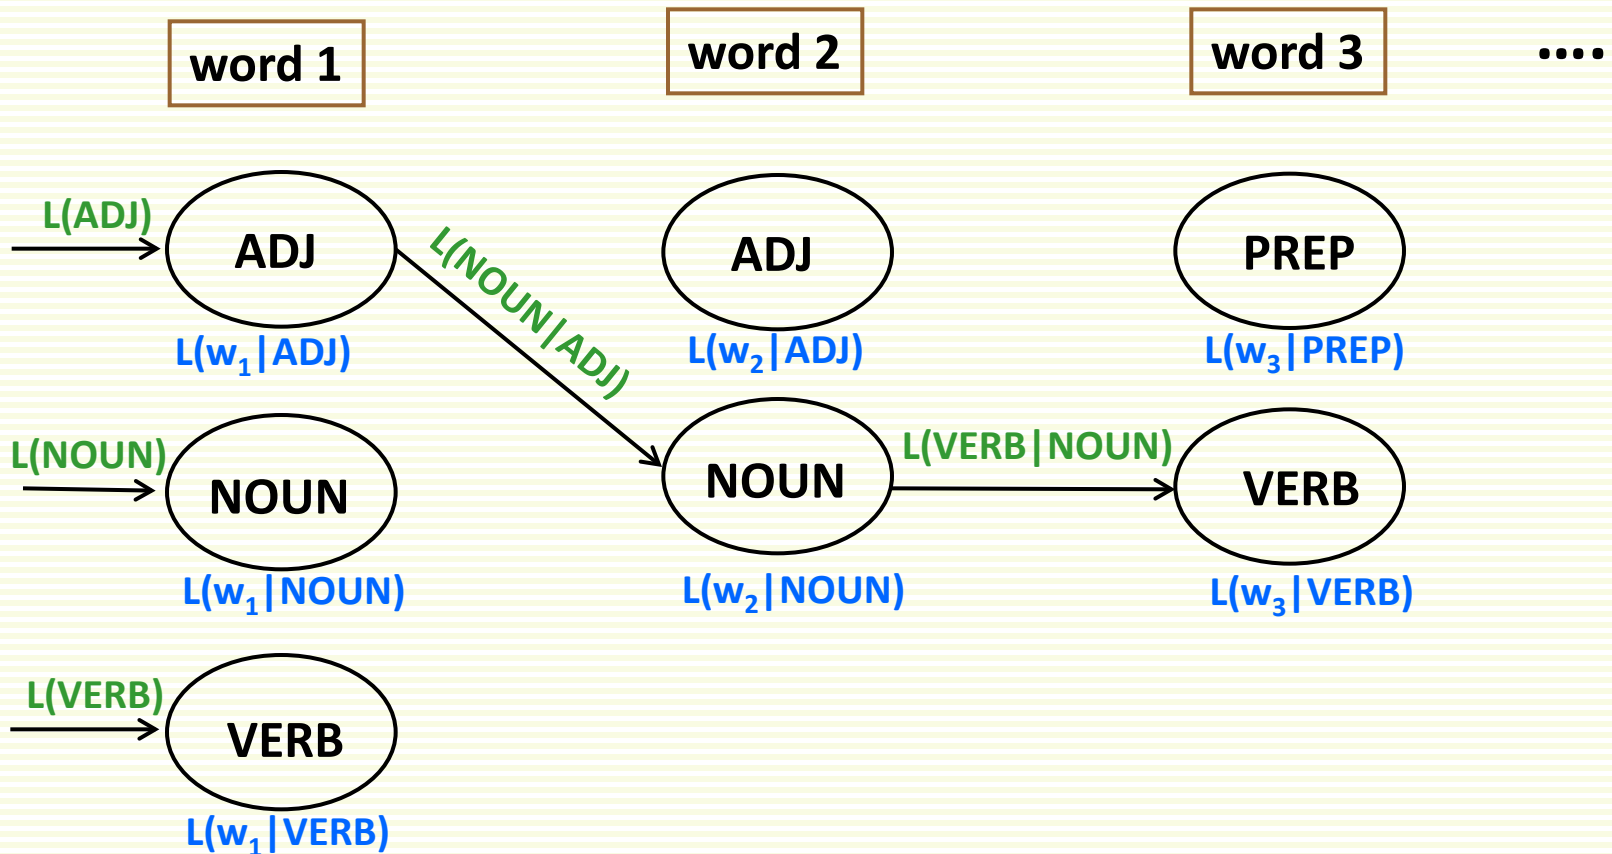 word 1
word 2
word 3
....
L(ADJ)
ADJ
L(w₁|ADJ)
L(NOUN|ADJ)
ADJ
L(w₂|ADJ)
PREP
L(w₃|PREP)
L(NOUN)
NOUN
L(w₁|NOUN)
NOUN
L(w₂|NOUN)
L(VERB|NOUN)
VERB
L(w₃|VERB)
L(VERB)
VERB
L(w₁|VERB)